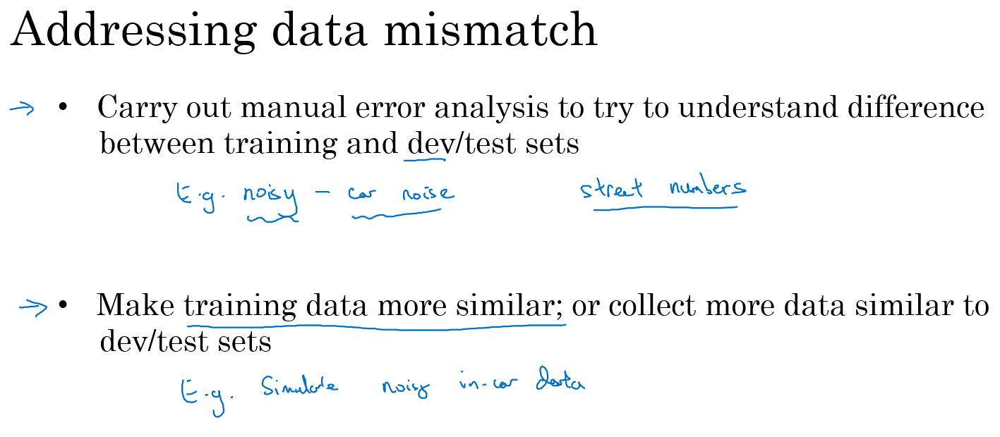 Addressing data mismatch
→ • Carry out manual error analysis to try to understand difference
between training and dev/test sets
E.g. noisy - car noise street numbers
→ • Make training data more similar; or collect more data similar to
dev/test sets
E.g. Simulate noisy in-car data